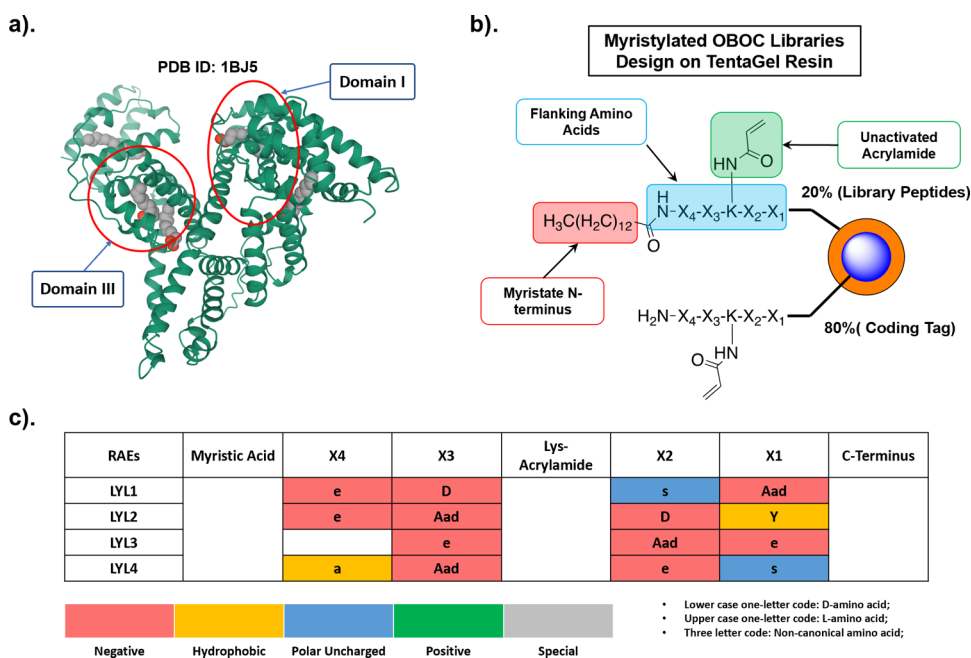 a).
PDB ID: 1BJ5
Domain I
Domain III
b).
Myristylated OBOC Libraries
Design on TentaGel Resin
Flanking Amino
Acids
Unactivated
Acrylamide
HN
O
20% (Library Peptides)
H
N-X4-X3-K-X2-X1
H3C(H2C)12
O
Myristate N-
terminus
H2N-X4-X3-K-X2-X1
80%( Coding Tag)
HN
O
c).
RAEs Myristic Acid X4 X3 Lys-
Acrylamide X2 X1 C-Terminus
LYL1 e D s Aad
LYL2 e Aad D Y
LYL3 e Aad e
LYL4 a Aad e s
Negative Hydrophobic Polar Uncharged Positive Special
• Lower case one-letter code: D-amino acid;
• Upper case one-letter code: L-amino acid;
• Three letter code: Non-canonical amino acid;